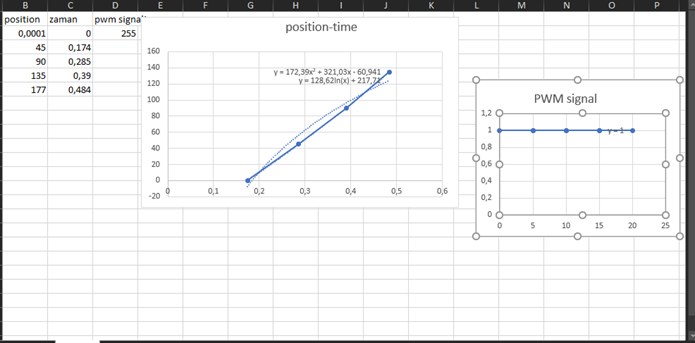 B C D E F G H I J K L M N O P
position zaman pwm signal
0,0001 0 255
45 0,174
90 0,285
135 0,39
177 0,484
position-time
160
140
120
100
80
60
40
20
0
-20
0 0,1 0,2 0,3 0,4 0,5 0,6
y = 172,39x² + 321,03x - 60,941
y = 128,62ln(x) + 217,72
PWM signal
1,2
1
0,8
0,6
0,4
0,2
0
0 5 10 15 20 25
y = 1